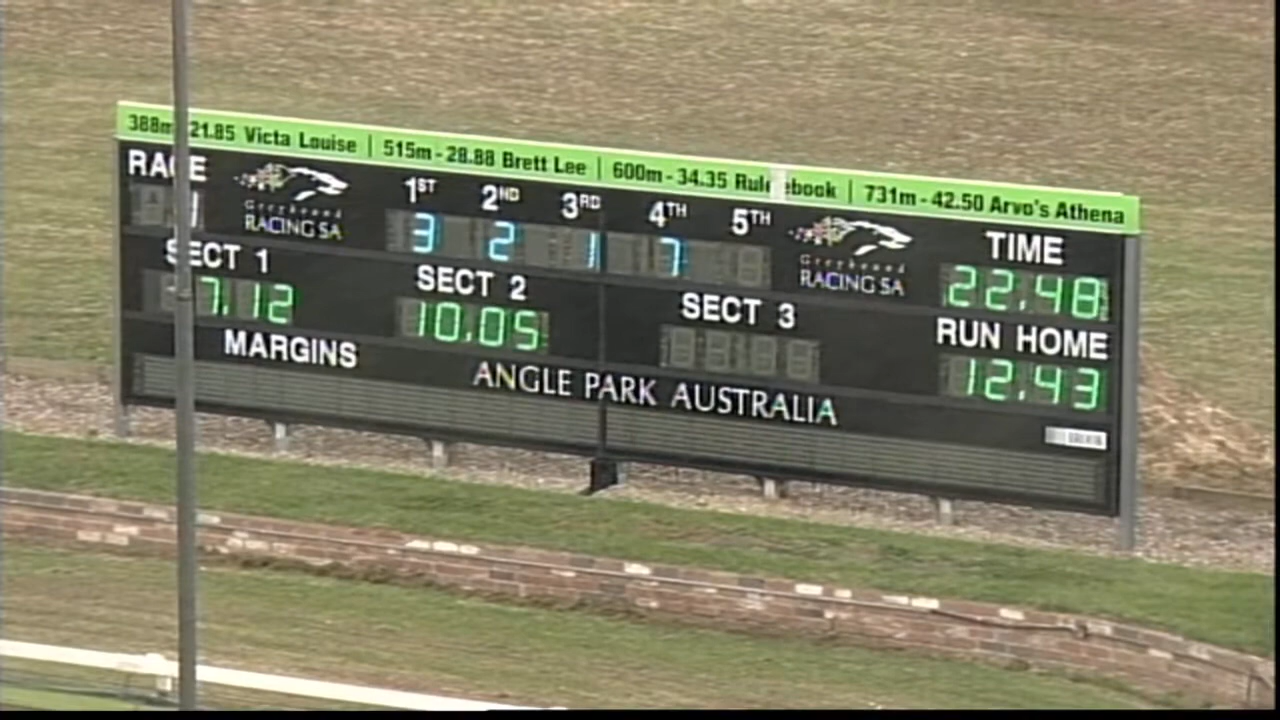 388m 21.85 Victa Louise | 515m - 28.88 Brett Lee | 600m - 34.35 Rulebook | 731m - 42.50 Arvo's Athena
RACE 1ST 2ND 3RD 4TH 5TH TIME
1 Greyhound RACING SA 3 2 1 7 Greyhound RACING SA 22.48
SECT 1 SECT 2 SECT 3 RUN HOME
7.12 10.05 12.43
MARGINS ANGLE PARK AUSTRALIA